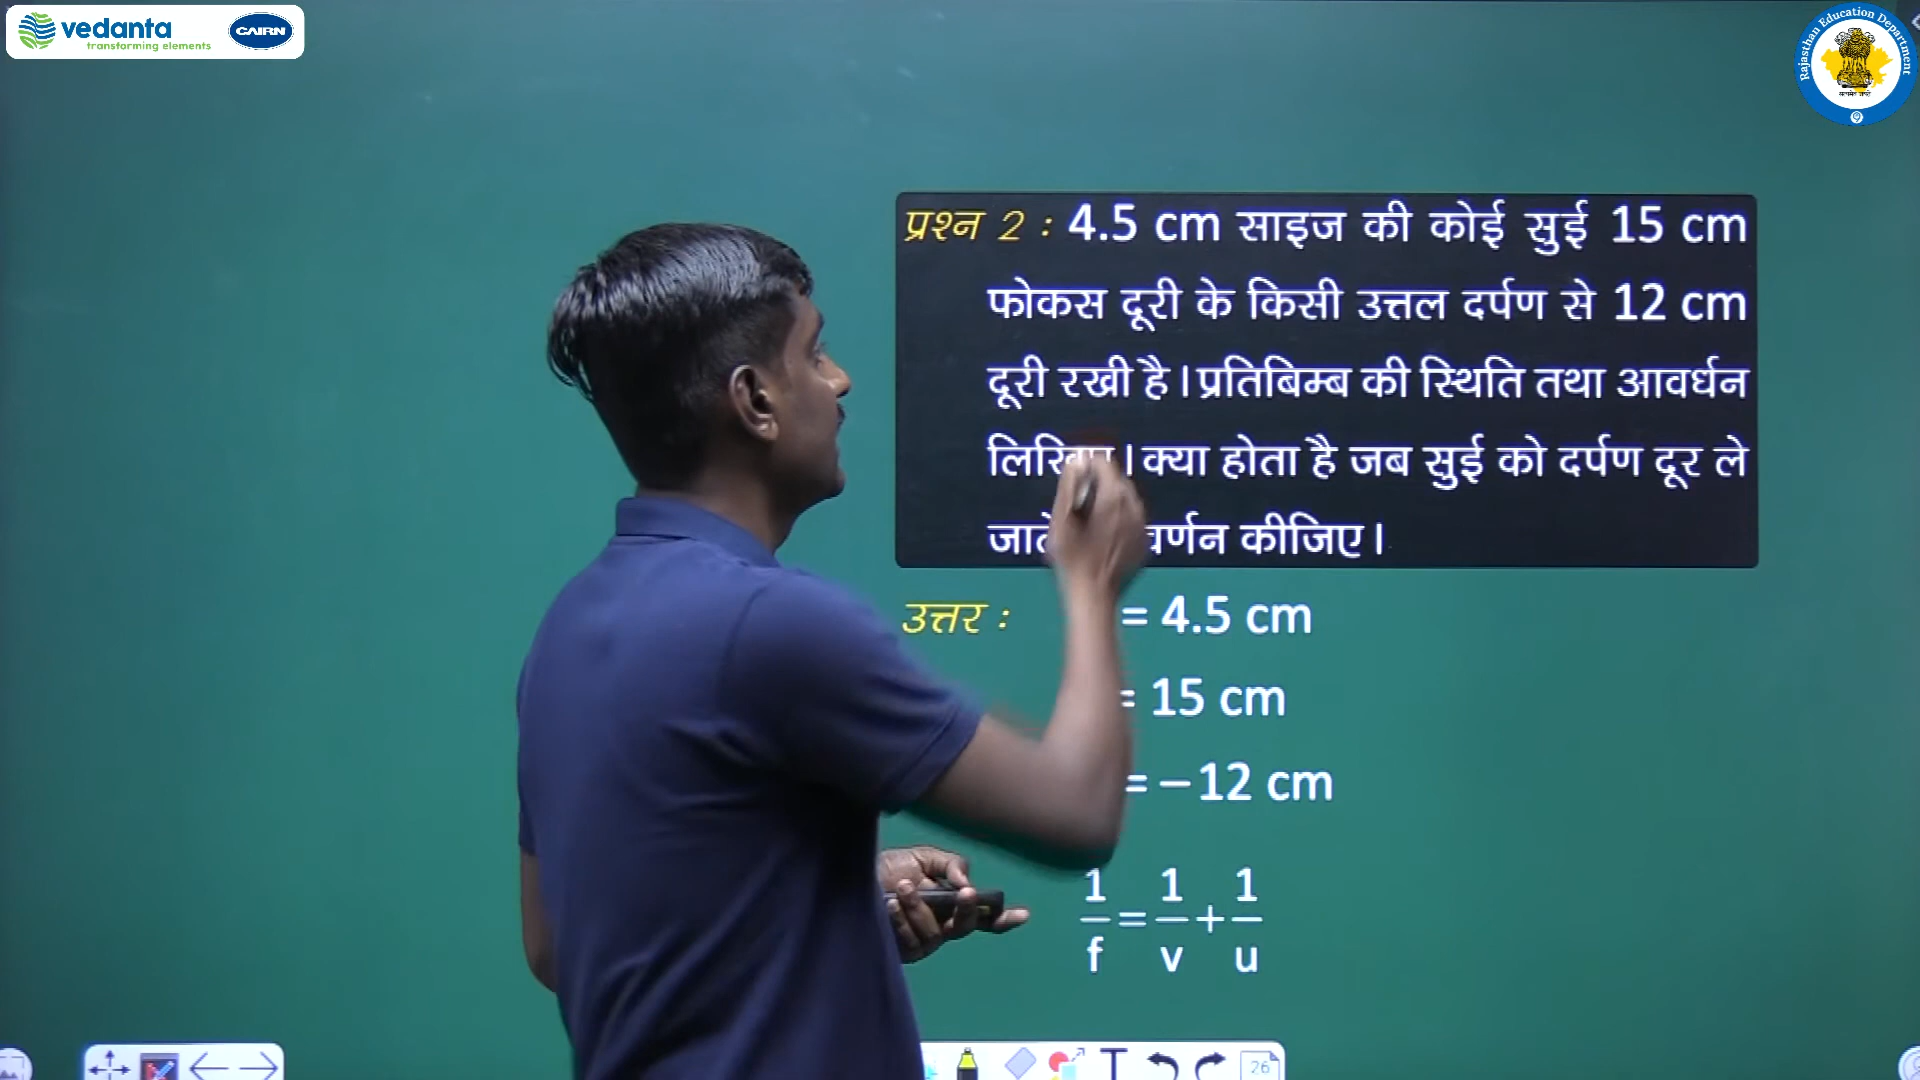 vedanta
transforming elements
CAIRN
Rajasthan Education Department
प्रश्न 2 : 4.5 cm साइज की कोई सुई 15 cm
फोकस दूरी के किसी उत्तल दर्पण से 12 cm
दूरी रखी है। प्रतिबिम्ब की स्थिति तथा आवर्धन
। क्या होता है जब सुई को दर्पण दूर ले
वर्णन कीजिए।
उत्तर : = 4.5 cm
= 15 cm
= – 12 cm
1/f = 1/v + 1/u
T 26